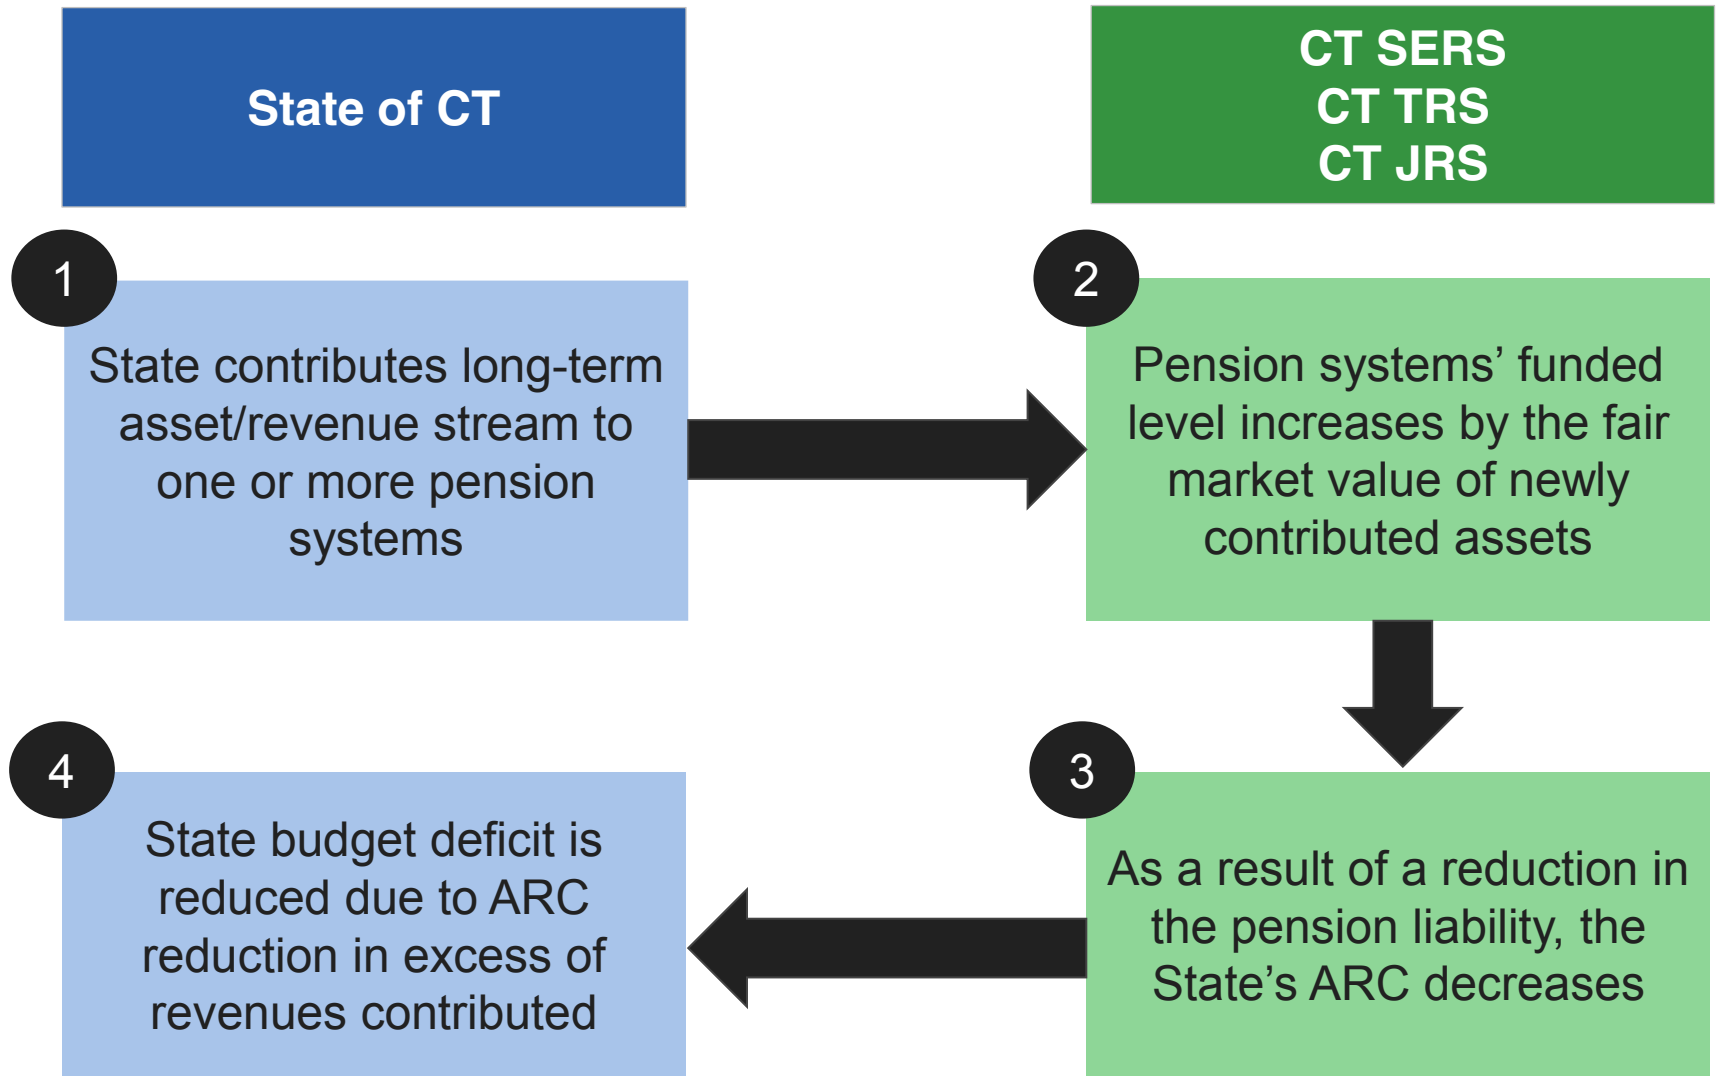 State of CT
CT SERS
CT TRS
CT JRS
1
State contributes long-term
asset/revenue stream to
one or more pension
systems
2
Pension systems’ funded
level increases by the fair
market value of newly
contributed assets
3
As a result of a reduction in
the pension liability, the
State’s ARC decreases
4
State budget deficit is
reduced due to ARC
reduction in excess of
revenues contributed